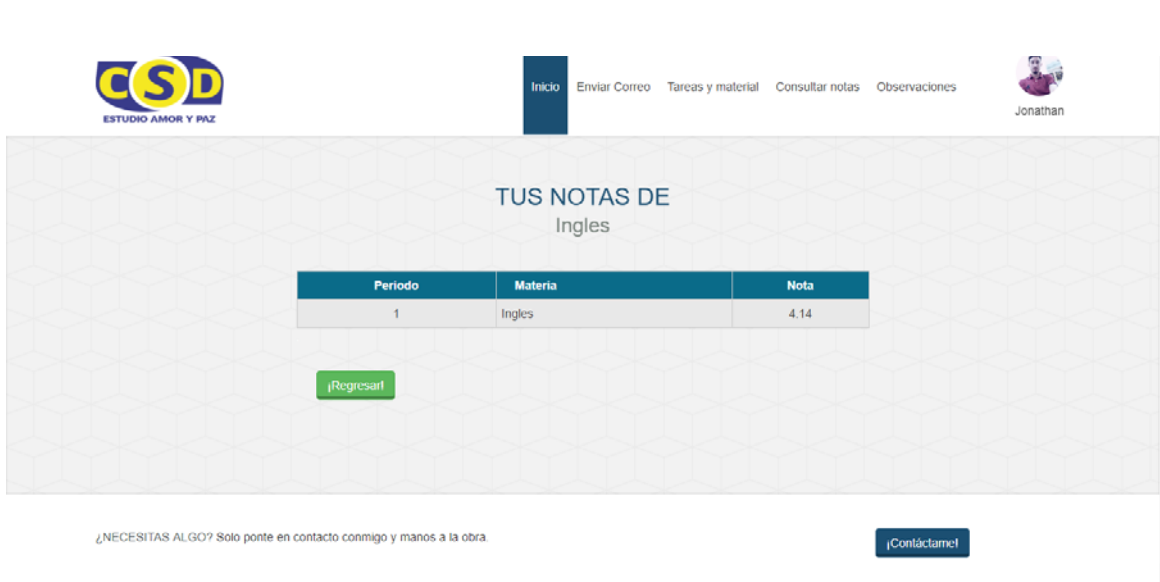 CSD
ESTUDIO AMOR Y PAZ
Inicio Enviar Correo Tareas y material Consultar notas Observaciones
Jonathan
TUS NOTAS DE
Ingles
Periodo Materia Nota
1 Ingles 4.14
¡Regresar!
¿NECESITAS ALGO? Solo ponte en contacto conmigo y manos a la obra.
¡Contáctame!